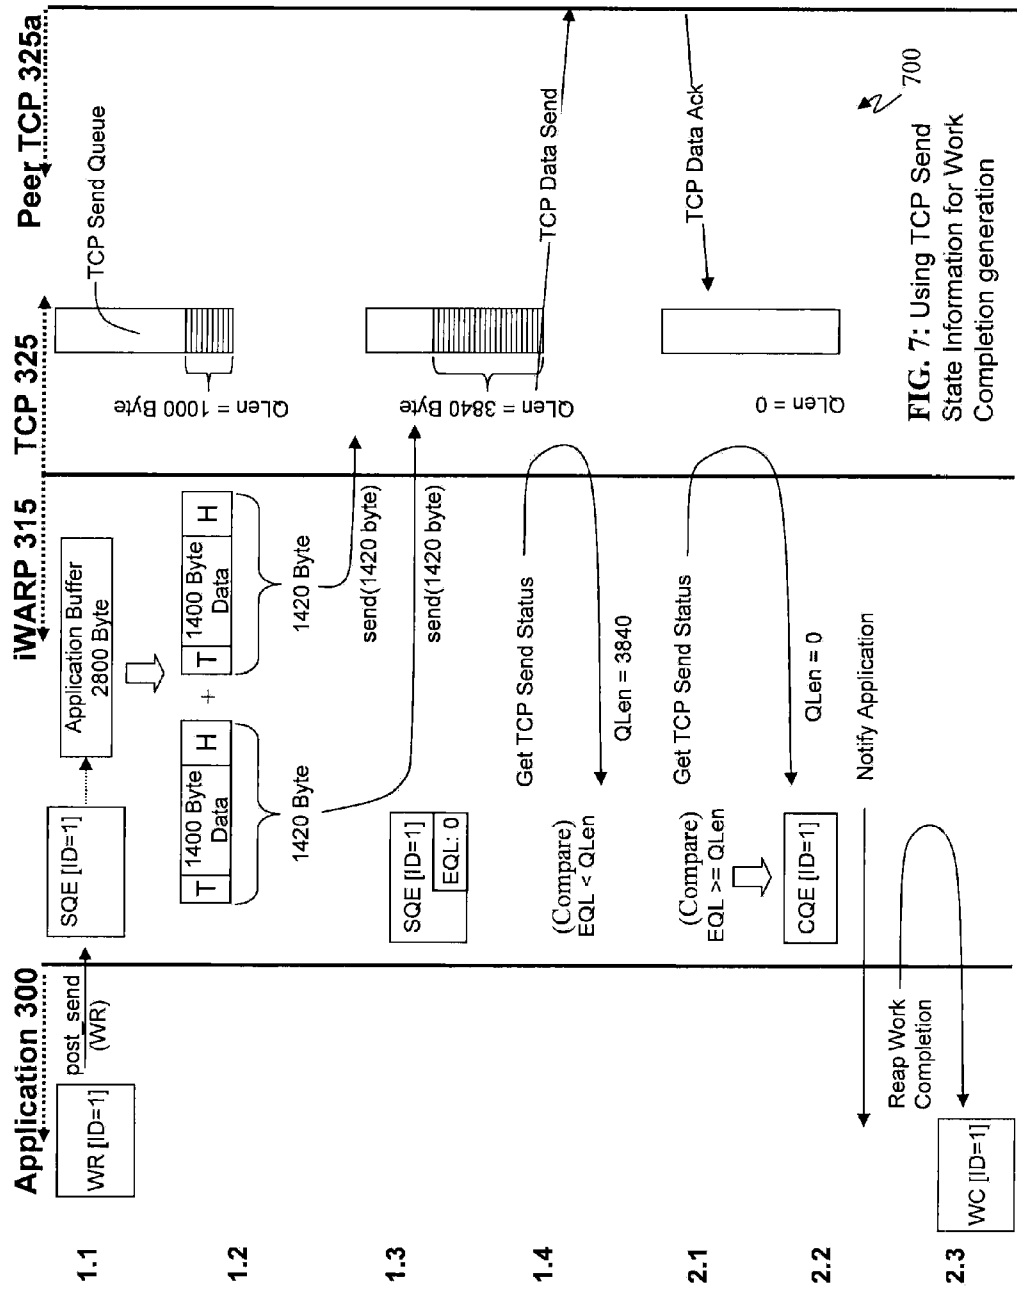 Application 300
iWARP 315
TCP 325
Peer TCP 325a
1.1
WR [ID=1]
post_send
(WR)
SQE [ID=1]
Application Buffer
2800 Byte
TCP Send Queue
QLen = 1000 Byte
1.2
T
1400 Byte
Data
H
+
T
1400 Byte
Data
H
1420 Byte
1420 Byte
1.3
send(1420 byte)
send(1420 byte)
SQE [ID=1]
EQL: 0
QLen = 3840 Byte
1.4
Get TCP Send Status
(Compare)
EQL < QLen
QLen = 3840
TCP Data Send
2.1
Get TCP Send Status
(Compare)
EQL >= QLen
TCP Data Ack
2.2
CQE [ID=1]
QLen = 0
QLen = 0
Notify Application
2.3
Reap Work
Completion
WC [ID=1]
700
FIG. 7: Using TCP Send
State Information for Work
Completion generation